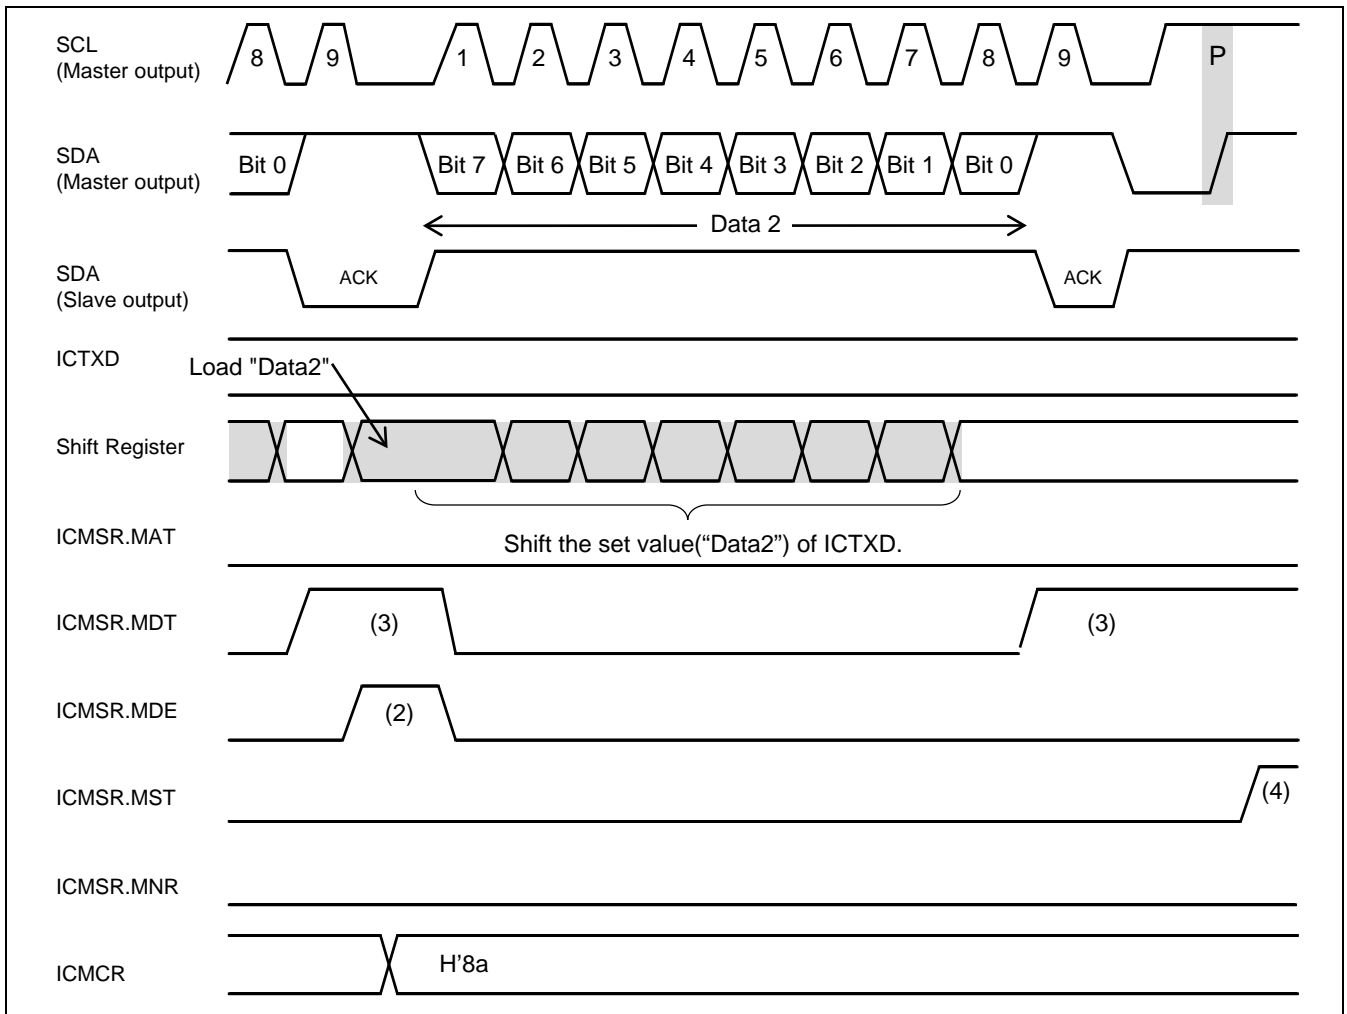 SCL
(Master output)
8 9 1 2 3 4 5 6 7 8 9 P
SDA
(Master output)
Bit 0 Bit 7 Bit 6 Bit 5 Bit 4 Bit 3 Bit 2 Bit 1 Bit 0
Data 2
SDA
(Slave output)
ACK ACK
ICTXD
Load "Data2"
Shift Register
ICMSR.MAT
Shift the set value(“Data2”) of ICTXD.
ICMSR.MDT
(3) (3)
ICMSR.MDE
(2)
ICMSR.MST
(4)
ICMSR.MNR
ICMCR
H’8a